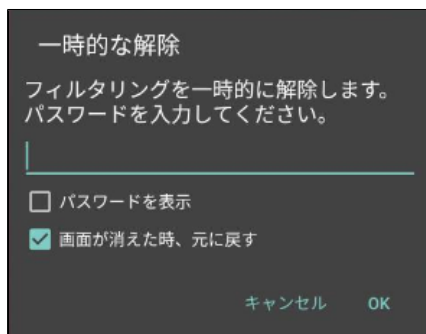 一時的な解除
フィルタリングを一時的に解除します。
パスワードを入力してください。
パスワードを表示
画面が消えた時、元に戻す
キャンセル OK